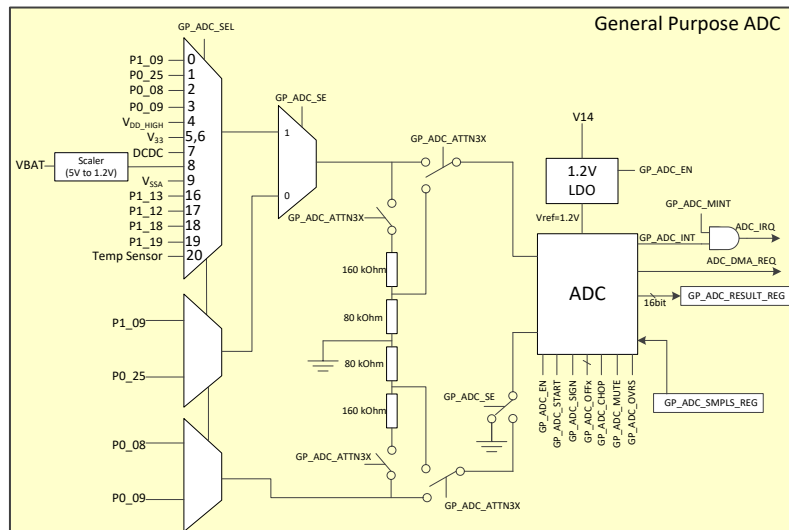 General Purpose ADC
GP_ADC_SEL
P1_09 0
P0_25 1
P0_08 2
P0_09 3
VDD_HIGH 4
V33 5,6
DCDC 7
VBAT Scaler (5V to 1.2V) 8
VSSA 9
P1_13 16
P1_12 17
P1_18 18
P1_19 19
Temp Sensor 20
GP_ADC_SE
1
0
GP_ADC_ATTN3X
GP_ADC_ATTN3X
160 kOhm
80 kOhm
80 kOhm
160 kOhm
GP_ADC_ATTN3X
GP_ADC_ATTN3X
GP_ADC_SE
P1_09
P0_25
P0_08
P0_09
V14
1.2V
LDO
GP_ADC_EN
Vref=1.2V
ADC
GP_ADC_MINT
GP_ADC_INT
ADC_IRQ
ADC_DMA_REQ
16bit
GP_ADC_RESULT_REG
GP_ADC_SMPLS_REG
GP_ADC_EN
GP_ADC_START
GP_ADC_SIGN
GP_ADC_OFFx
GP_ADC_CHOP
GP_ADC_MUTE
GP_ADC_OVRS